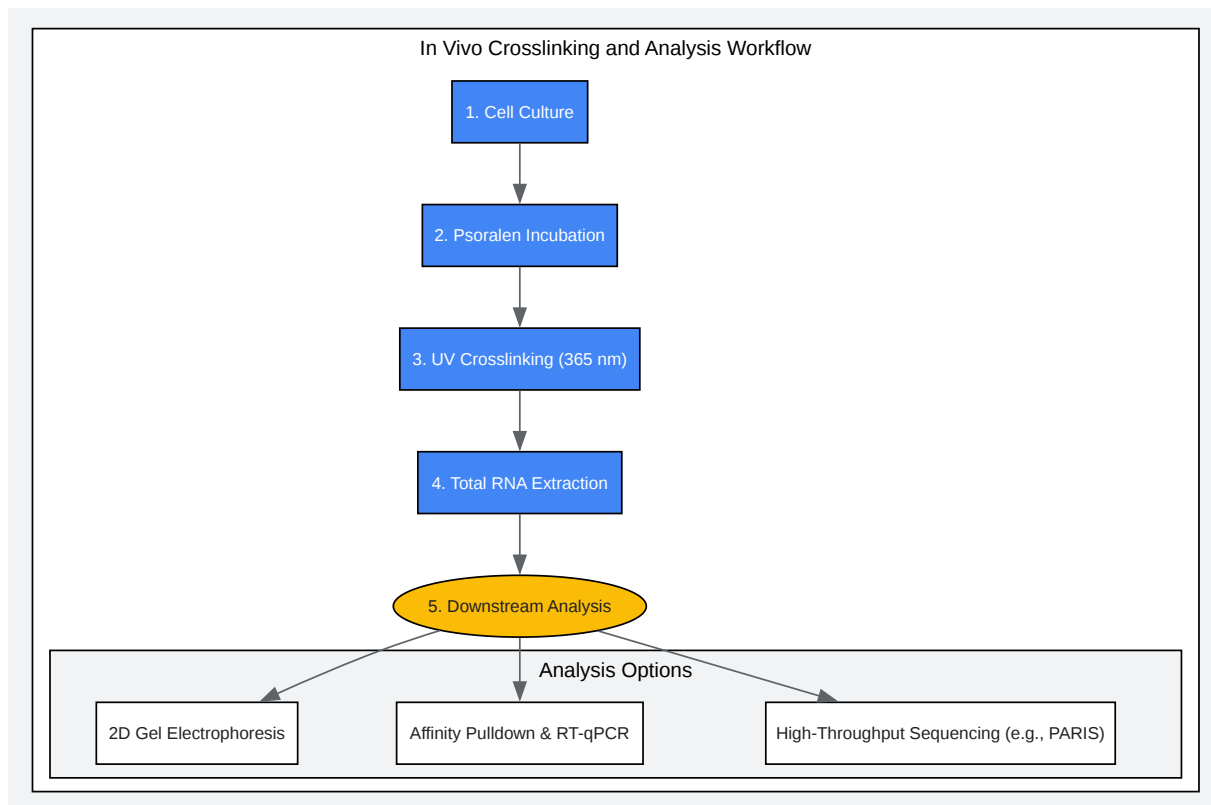 In Vivo Crosslinking and Analysis Workflow
1. Cell Culture
2. Psoralen Incubation
3. UV Crosslinking (365 nm)
4. Total RNA Extraction
5. Downstream Analysis
Analysis Options
2D Gel Electrophoresis
Affinity Pulldown & RT-qPCR
High-Throughput Sequencing (e.g., PARIS)